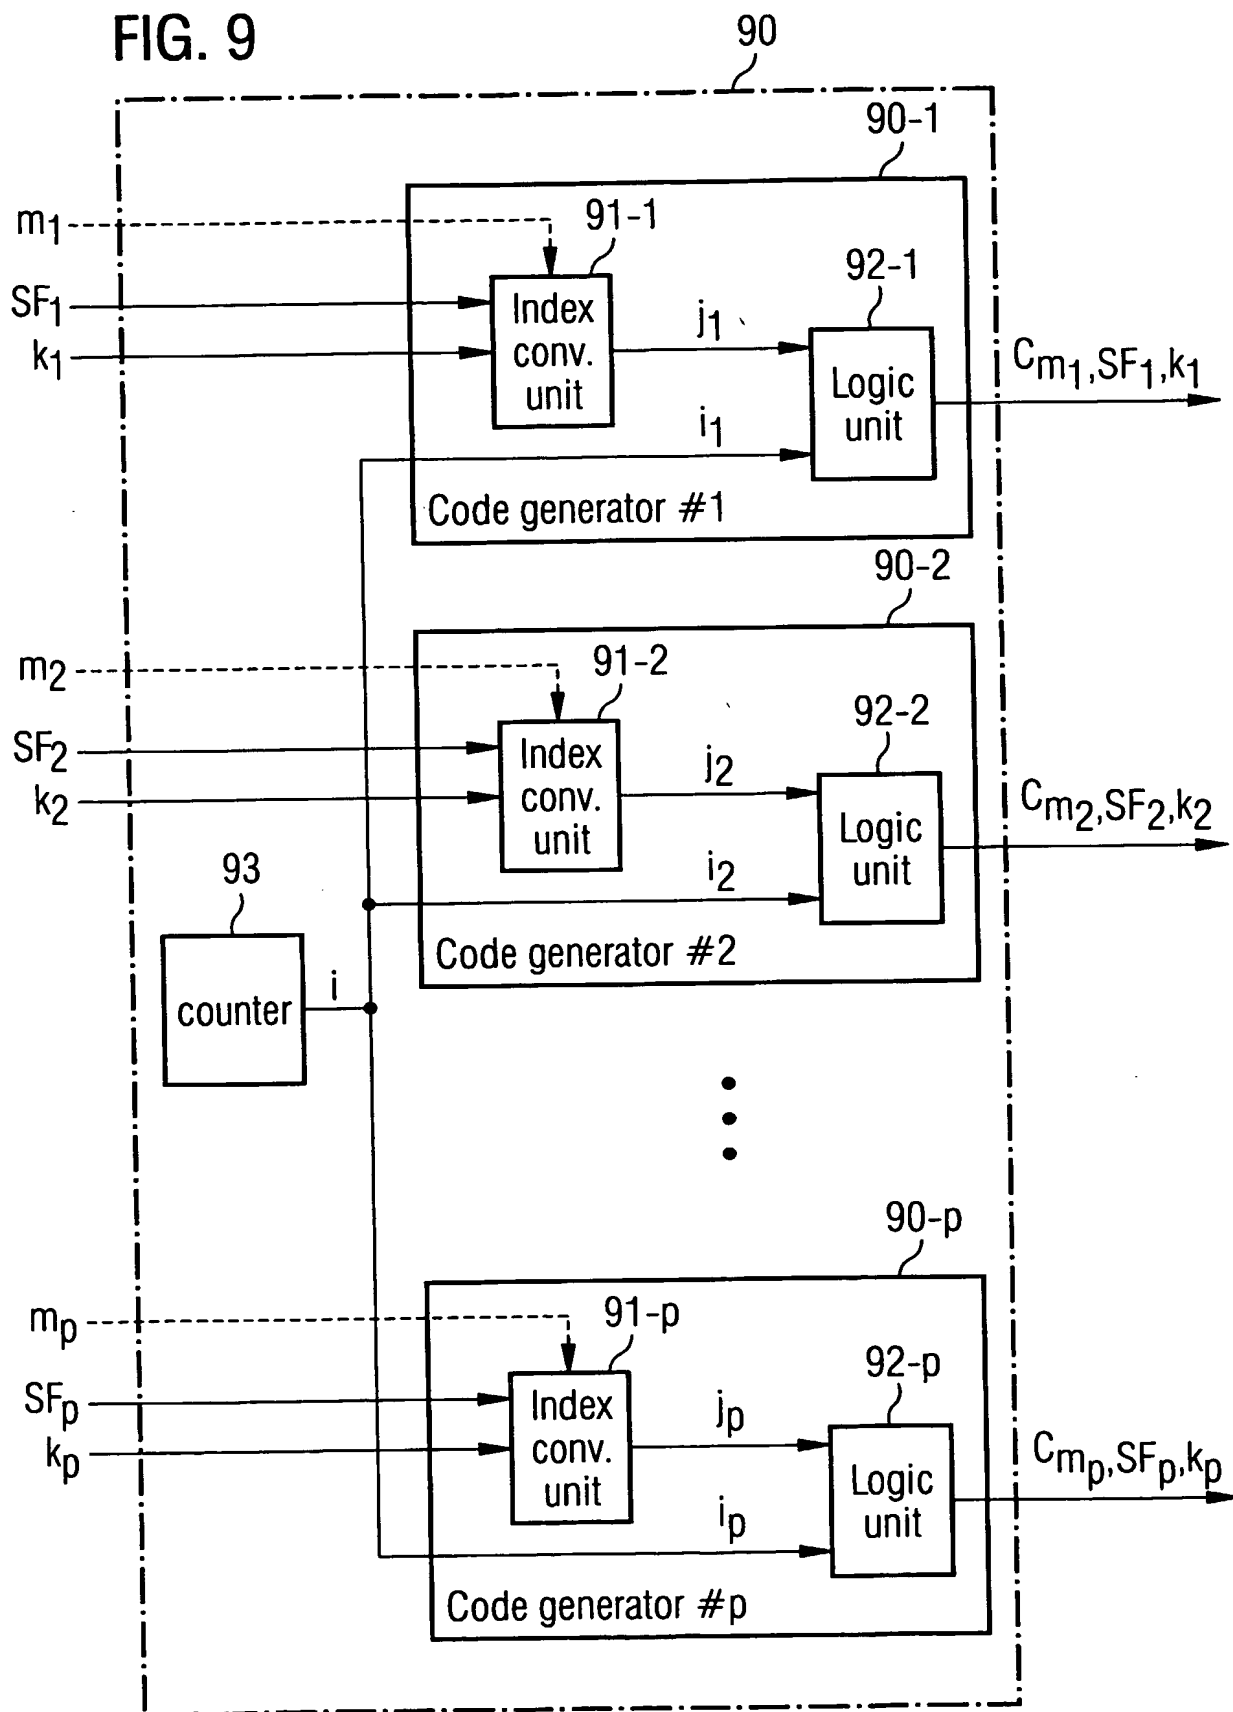 FIG. 9
90
90-1
m1
91-1
SF1
k1
Index
conv.
unit
j1
i1
92-1
Logic
unit
Cm1,SF1,k1
Code generator #1
90-2
m2
91-2
SF2
k2
Index
conv.
unit
j2
i2
92-2
Logic
unit
Cm2,SF2,k2
Code generator #2
93
counter
i
90-p
mp
91-p
SFp
kp
Index
conv.
unit
jp
ip
92-p
Logic
unit
Cmp,SFp,kp
Code generator #p